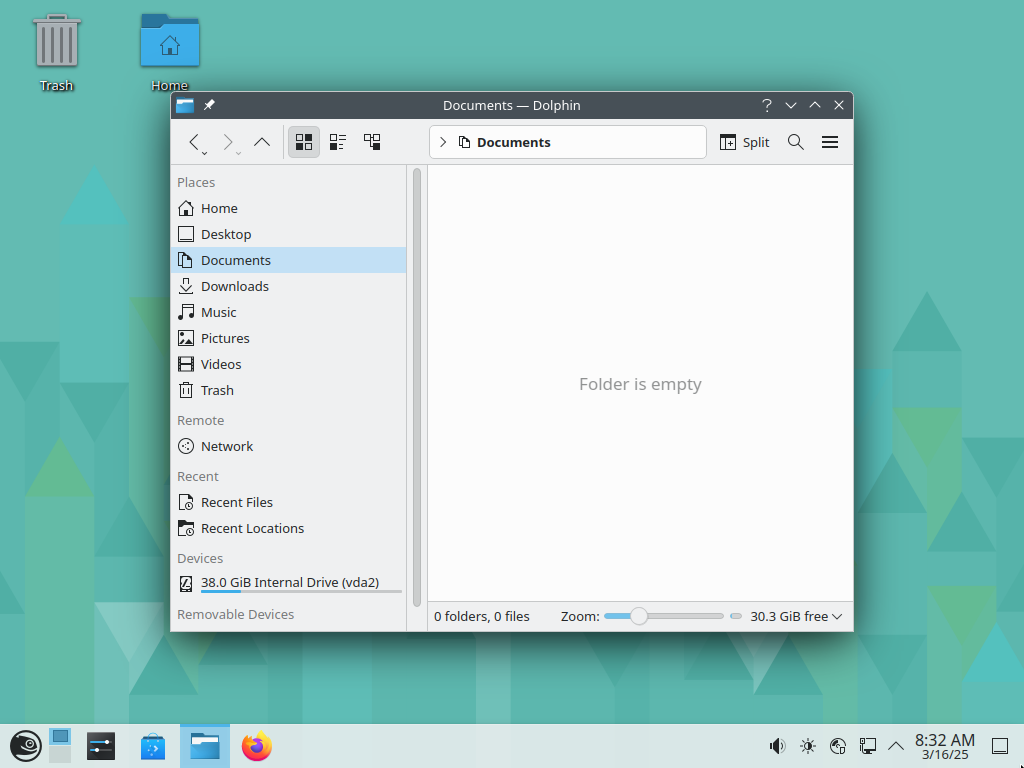 Trash
Home
Documents — Dolphin
Documents
Split
Places
Home
Desktop
Documents
Downloads
Music
Pictures
Videos
Trash
Remote
Network
Recent
Recent Files
Recent Locations
Devices
38.0 GiB Internal Drive (vda2)
Removable Devices
Folder is empty
0 folders, 0 files
Zoom:
30.3 GiB free
8:32 AM
3/16/25